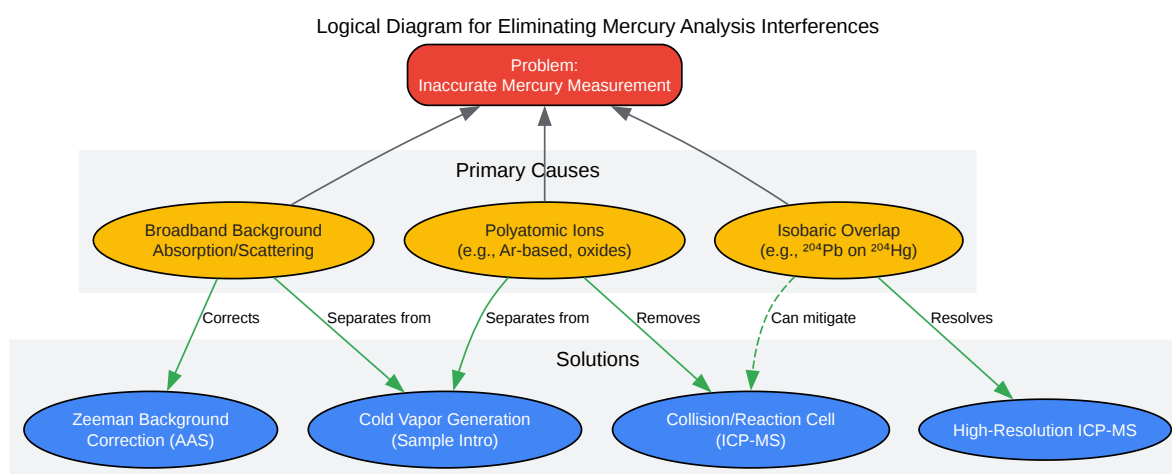 Logical Diagram for Eliminating Mercury Analysis Interferences
Problem:
Inaccurate Mercury Measurement
Primary Causes
Broadband Background
Absorption/Scattering
Polyatomic Ions
(e.g., Ar-based, oxides)
Isobaric Overlap
(e.g., ²⁰⁴Pb on ²⁰⁴Hg)
Corrects
Separates from
Separates from
Removes
Can mitigate
Resolves
Solutions
Zeeman Background
Correction (AAS)
Cold Vapor Generation
(Sample Intro)
Collision/Reaction Cell
(ICP-MS)
High-Resolution ICP-MS